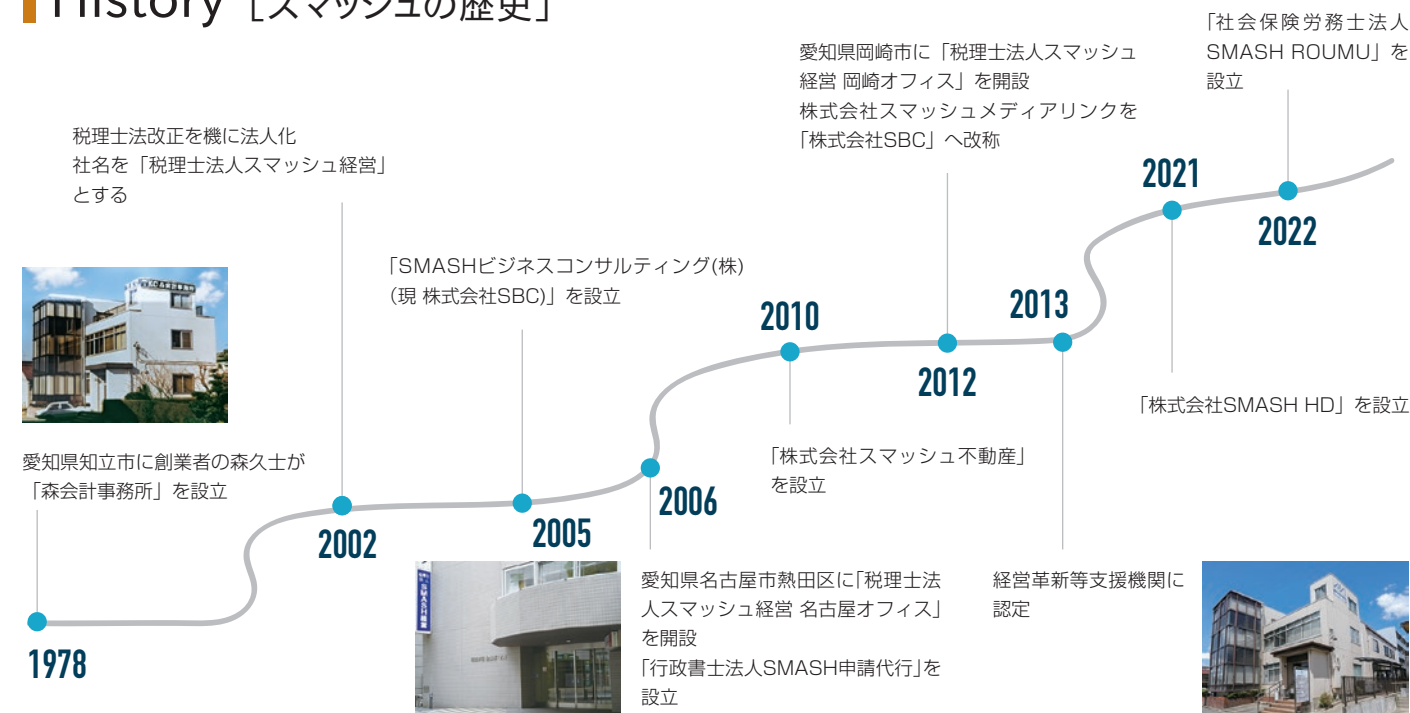 History［スマッシュの歴史］
「社会保険労務士法人
SMASH ROUMU」を
設立
愛知県岡崎市に「税理士法人スマッシュ
経営 岡崎オフィス」を開設
株式会社スマッシュメディアリンクを
「株式会社SBC」へ改称
税理士法改正を機に法人化
社名を「税理士法人スマッシュ経営」
とする
2021
2022
「SMASHビジネスコンサルティング(株)
（現 株式会社SBC)」を設立
2010
2013
2012
「株式会社SMASH HD」を設立
愛知県知立市に創業者の森久士が
「森会計事務所」を設立
「株式会社スマッシュ不動産」
を設立
2006
2002
2005
愛知県名古屋市熱田区に「税理士法
人スマッシュ経営 名古屋オフィス」
を開設
「行政書士法人SMASH申請代行」を
設立
経営革新等支援機関に
認定
SMASH経営
1978